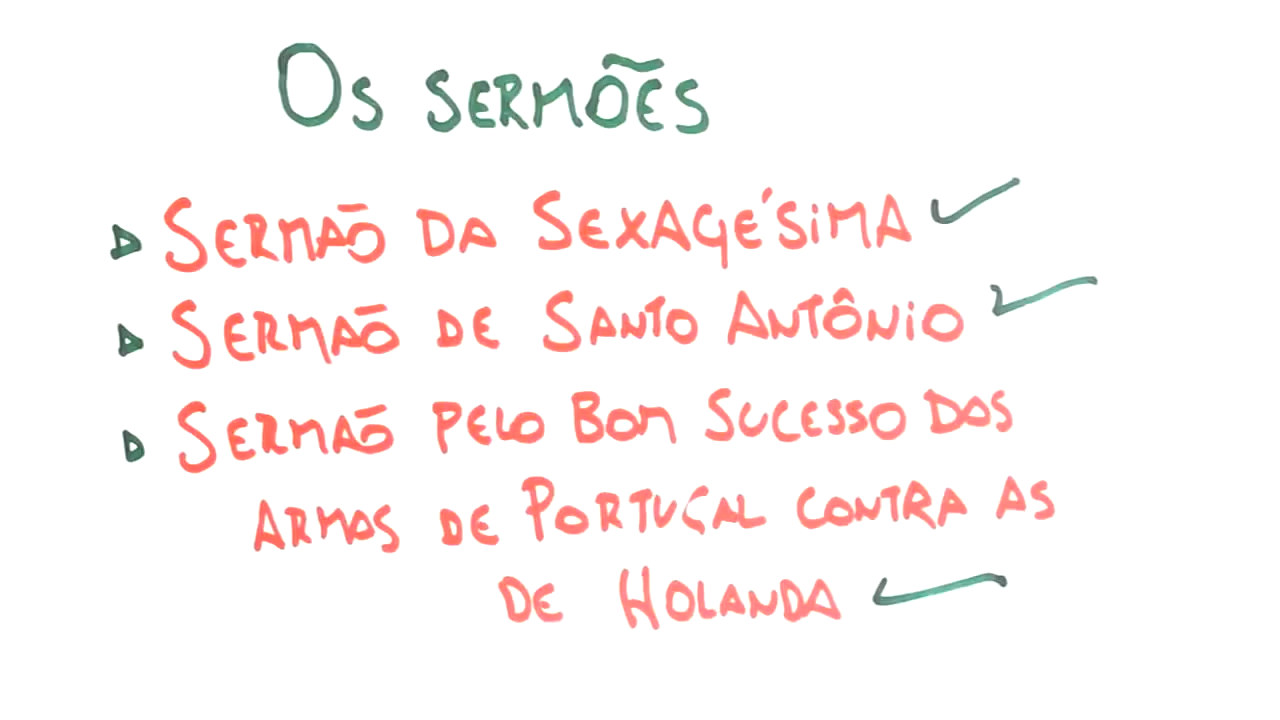 Os SERMÕES
SERMÃO DA SEXAGÉSiMA
SERMÃO DE SANTO ANTÔNiO
SERMÃO PELO BOM SUCESSO DAS
ARMAS DE PORTUGAL CONTRA AS
DE HOLANDA